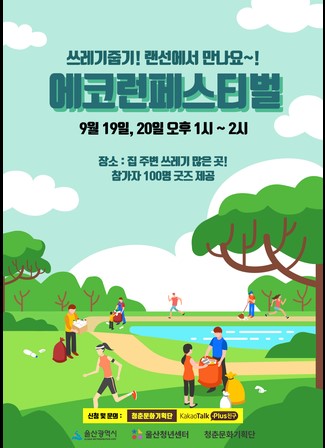 쓰레기줍기! 랜선에서 만나요~!
에코런페스티벌
9월 19일, 20일 오후 1시 ~ 2시
장소 : 집 주변 쓰레기 많은 곳!
참가자 100명 굿즈 제공
신청 및 문의 : 청춘문화기획단 KakaoTalk Plus친구
울산광역시 울산청년센터 청춘문화기획단